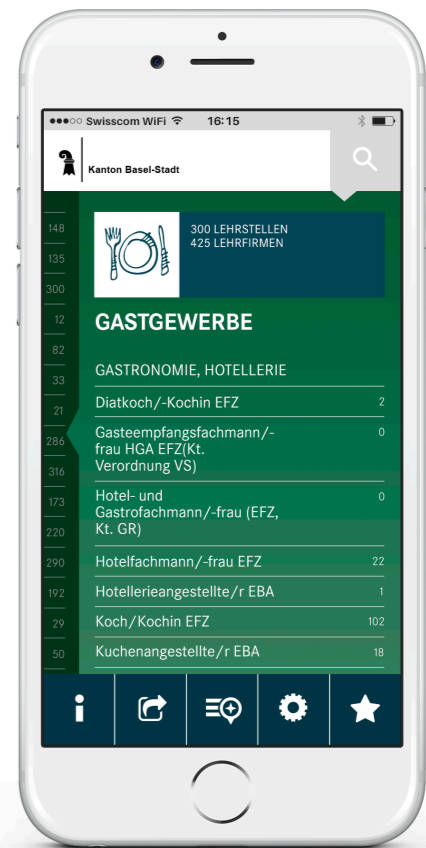 Swisscom WiFi 16:15
Kanton Basel-Stadt
300 LEHRSTELLEN
425 LEHRFIRMEN
148
135
300
12
82
33
21
286
316
173
220
290
192
29
50
GASTGEWERBE
GASTRONOMIE, HOTELLERIE
Diatkoch/-Kochin EFZ 2
Gasteempfangsfachmann/- 0
frau HGA EFZ(Kt.
Verordnung VS)
Hotel- und 0
Gastrofachmann/-frau (EFZ,
Kt. GR)
Hotelfachmann/-frau EFZ 22
Hotellerieangestellte/r EBA 1
Koch/Kochin EFZ 102
Kuchenangestellte/r EBA 18